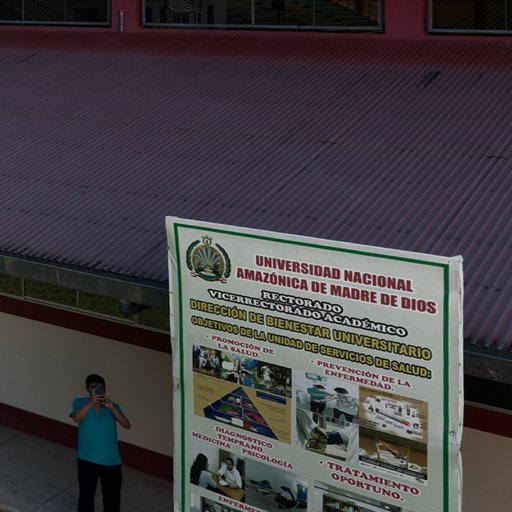 UNIVERSIDAD NACIONAL
AMAZÓNICA DE MADRE DE DIOS
RECTORADO
VICERRECTORADO ACADÉMICO
DIRECCIÓN DE BIENESTAR UNIVERSITARIO
OBJETIVOS DE LA UNIDAD DE SERVICIOS DE SALUD:
• PROMOCIÓN DE
LA SALUD.
• PREVENCIÓN DE LA
ENFERMEDAD.
• DIAGNOSTICO
TEMPRANO.
MEDICINA - PSICOLOGÍA
• TRATAMIENTO
OPORTUNO.